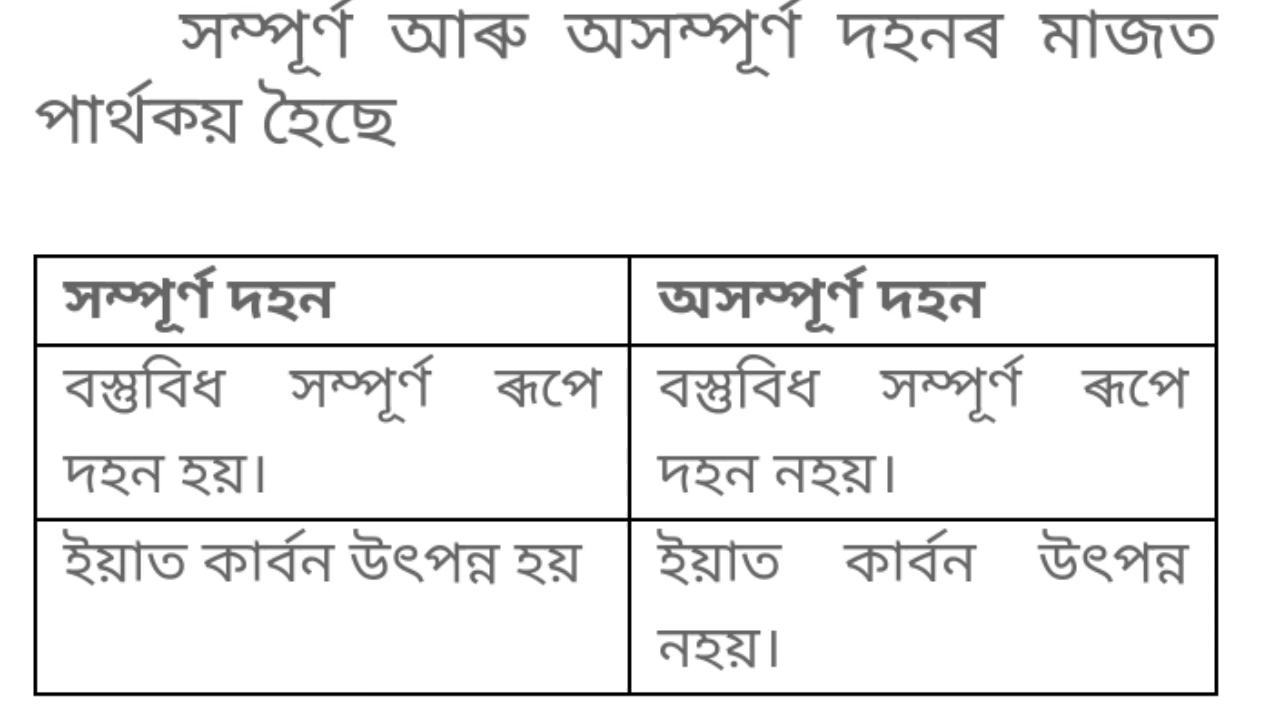 সম্পূৰ্ণ আৰু অসম্পূৰ্ণ দহনৰ মাজত
পাৰ্থকয় হৈছে
সম্পূৰ্ণ দহন
অসম্পূৰ্ণ দহন
বস্তুবিধ সম্পূৰ্ণ ৰূপে
দহন হয়।
বস্তুবিধ সম্পূৰ্ণ ৰূপে
দহন নহয়।
ইয়াত কাৰ্বন উৎপন্ন হয়
ইয়াত কাৰ্বন উৎপন্ন
নহয়।